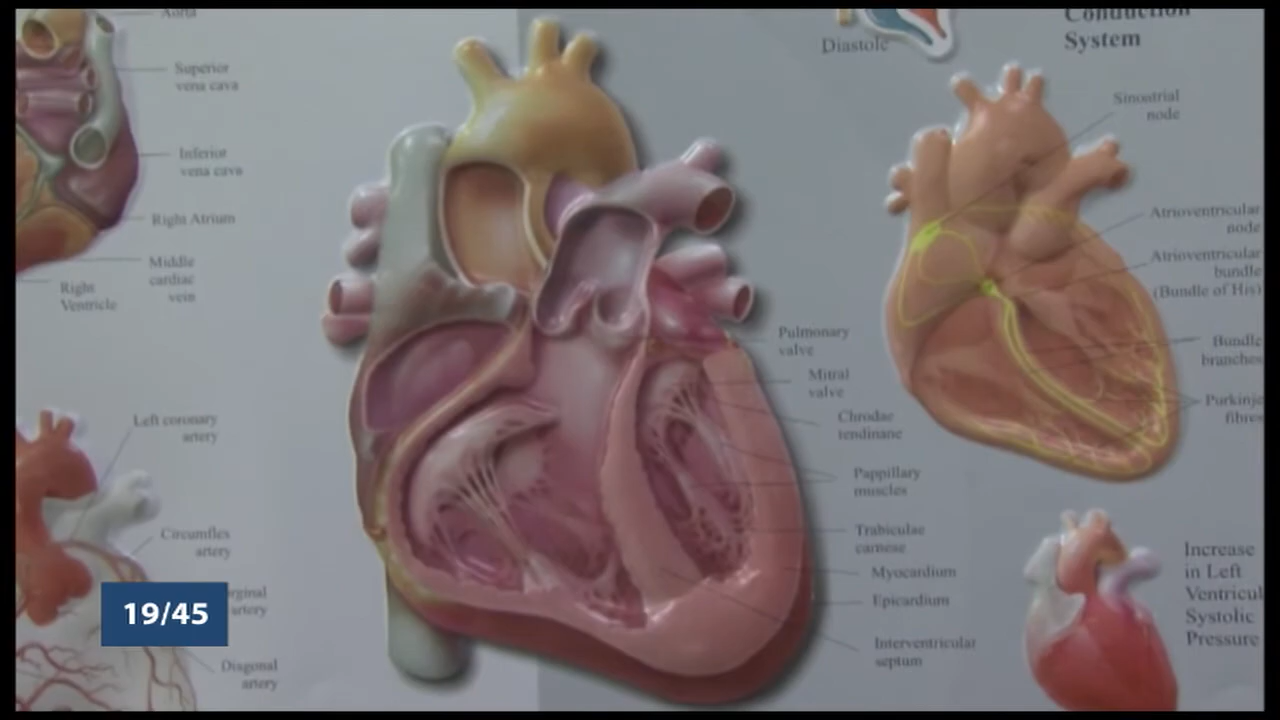 Aorta
Superior
vena cava
Inferior
vena cava
Right Atrium
Middle
cardiac
vein
Right
Ventricle
Left coronary
artery
Circumflex
artery
artery
Diagonal
artery
19/45
Diastole
Pulmonary
valve
Mitral
valve
Chrodae
tendinane
Pappillary
muscles
Trabiculae
carnese
Myocardium
Epicardium
Interventricular
septum
Conduction
System
Sinoatrial
node
Atrioventricular
node
Atrioventricular
bundle
(Bundle of His)
Bundle
branches
Purkinje
fibres
Increase
in Left
Ventricul
Systolic
Pressure